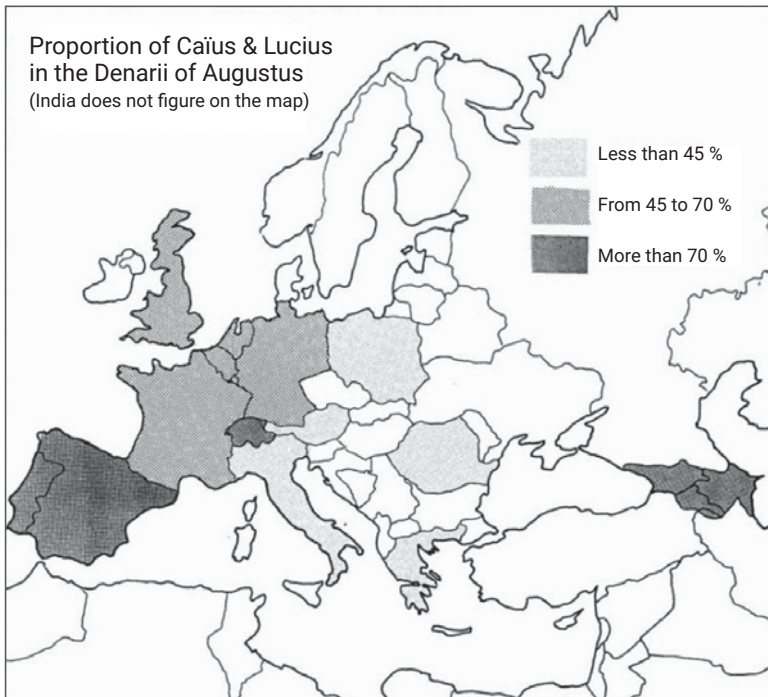 Proportion of Caïus & Lucius
in the Denarii of Augustus
(India does not figure on the map)
Less than 45 %
From 45 to 70 %
More than 70 %